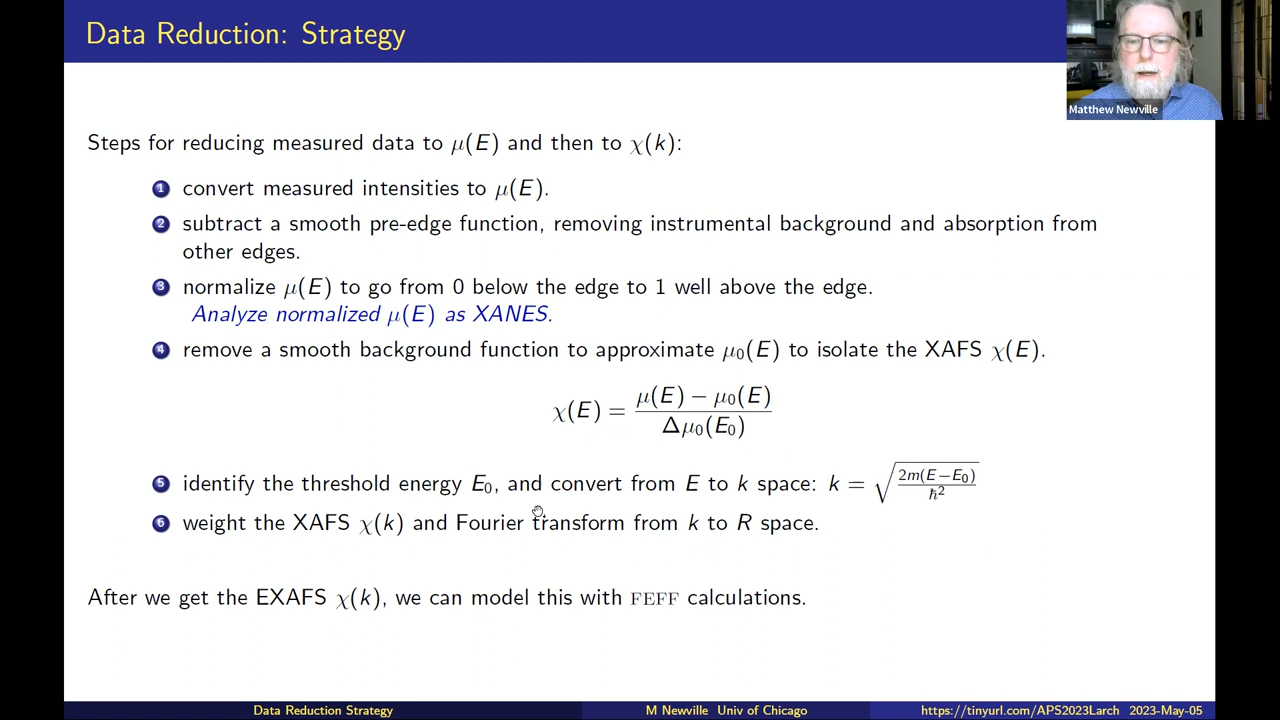 Data Reduction: Strategy
Matthew Newville
Steps for reducing measured data to μ(E) and then to χ(k):
1 convert measured intensities to μ(E).
2 subtract a smooth pre-edge function, removing instrumental background and absorption from
other edges.
3 normalize μ(E) to go from 0 below the edge to 1 well above the edge.
Analyze normalized μ(E) as XANES.
4 remove a smooth background function to approximate μ₀(E) to isolate the XAFS χ(E).
χ(E) = (μ(E) − μ₀(E)) / (Δμ₀(E₀))
5 identify the threshold energy E₀, and convert from E to k space: k = √(2m(E−E₀)/ħ²)
6 weight the XAFS χ(k) and Fourier transform from k to R space.
After we get the EXAFS χ(k), we can model this with FEFF calculations.
Data Reduction Strategy
M Newville Univ of Chicago
https://tinyurl.com/APS2023Larch 2023-May-05